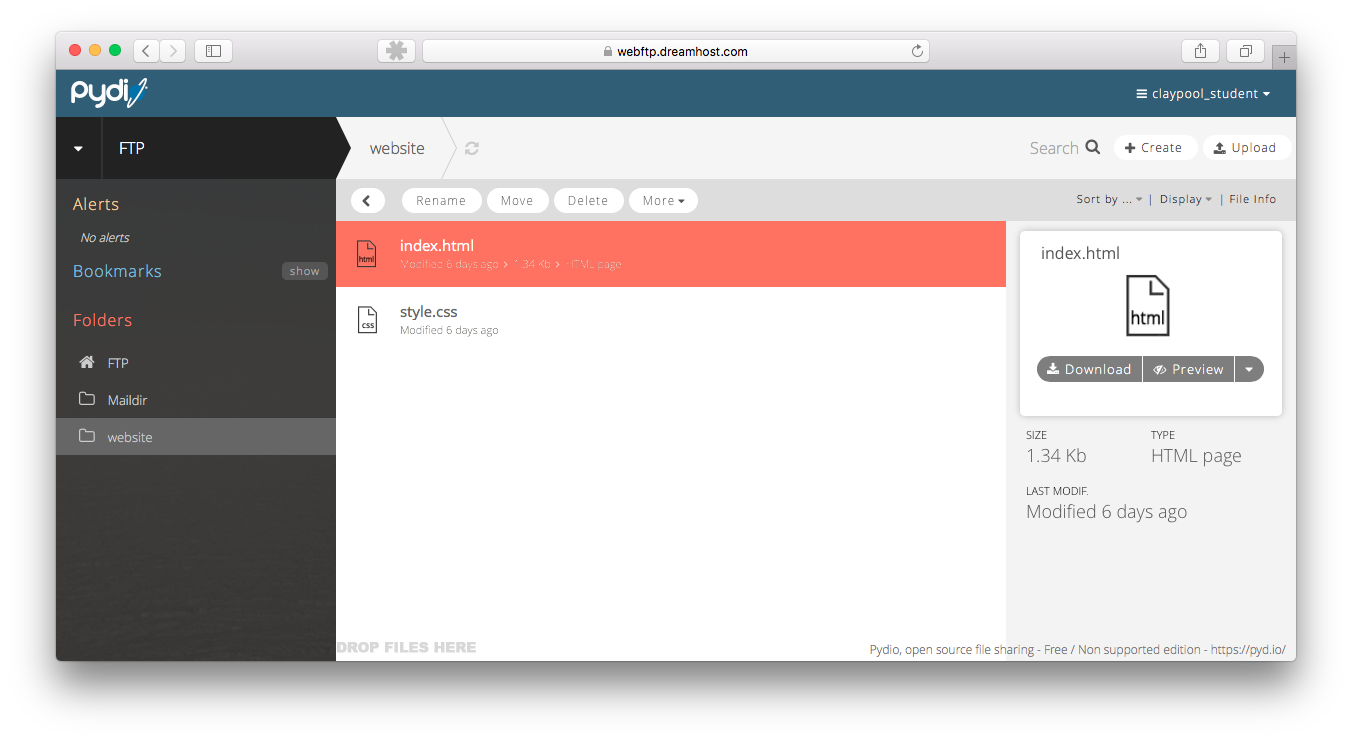 webftp.dreamhost.com
pydi
claypool_student
FTP
website
Search
Create
Upload
Rename
Move
Delete
More
Sort by ... | Display | File Info
Alerts
No alerts
Bookmarks
show
Folders
FTP
Maildir
website
html
index.html
Modified 6 days ago > 1.34 Kb > HTML page
css
style.css
Modified 6 days ago
index.html
html
Download
Preview
SIZE
1.34 Kb
TYPE
HTML page
LAST MODIF.
Modified 6 days ago
DROP FILES HERE
Pydio, open source file sharing - Free / Non supported edition - https://pyd.io/